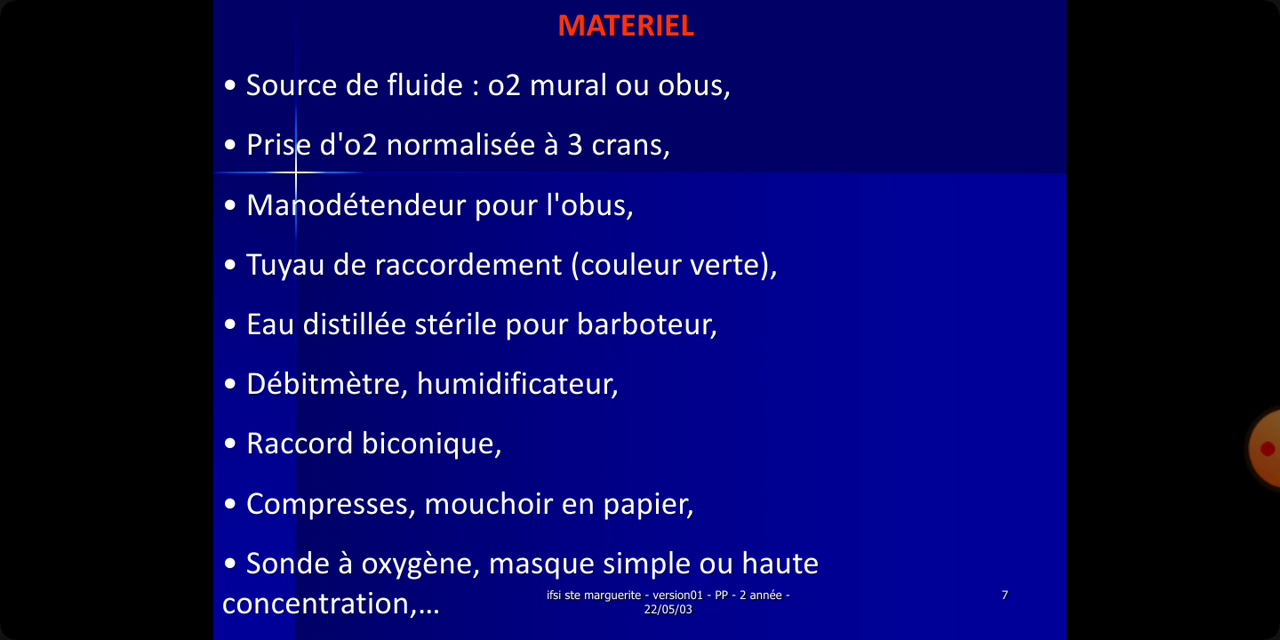 MATERIEL
• Source de fluide : o2 mural ou obus,
• Prise d'o2 normalisée à 3 crans,
• Manodétendeur pour l'obus,
• Tuyau de raccordement (couleur verte),
• Eau distillée stérile pour barboteur,
• Débitmètre, humidificateur,
• Raccord biconique,
• Compresses, mouchoir en papier,
• Sonde à oxygène, masque simple ou haute
concentration,...
ifsi ste marguerite - version01 - PP - 2 année -
22/05/03
7